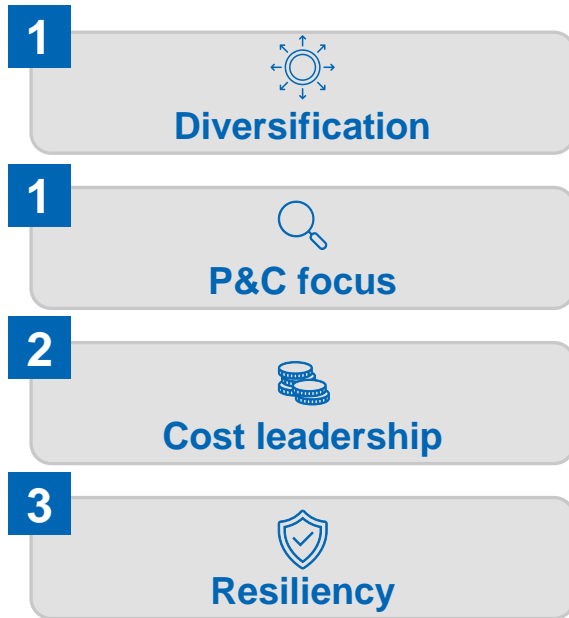 1
Diversification
1
P&C focus
2
Cost leadership
3
Resiliency